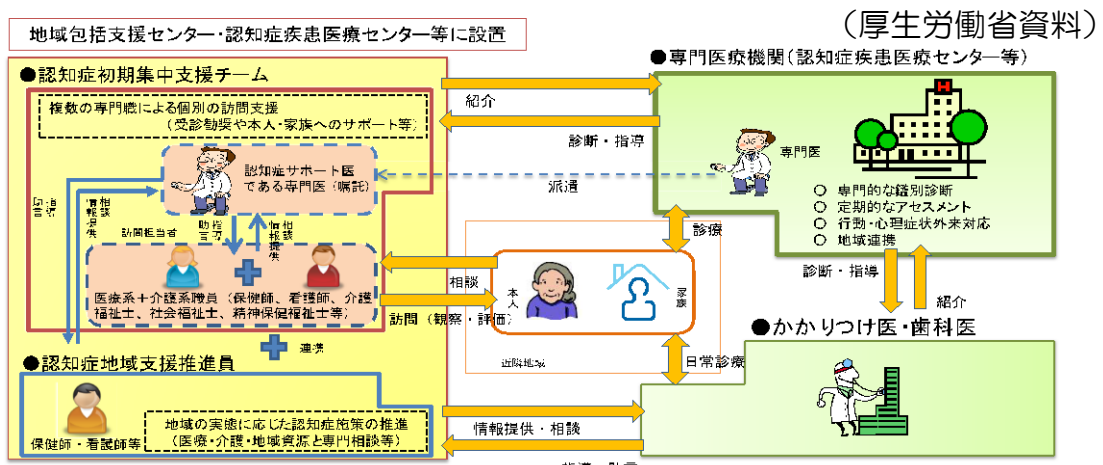 (厚生労働省資料)
地域包括支援センター・認知症疾患医療センター等に設置
●認知症初期集中支援チーム
複数の専門職による個別の訪問支援
(受診勧奨や本人・家族へのサポート等)
認知症サポート医
である専門医(嘱託)
指導
助言
相談
情報提供
訪問担当者
指導
助言
相談
情報提供
医療系+介護系職員(保健師、看護師、介護
福祉士、社会福祉士、精神保健福祉士等)
連携
●認知症地域支援推進員
保健師・看護師等
地域の実態に応じた認知症施策の推進
(医療・介護・地域資源と専門相談等)
紹介
診断・指導
派遣
診療
相談
訪問(観察・評価)
本人
家族
近隣地域
日常診療
情報提供・相談
●専門医療機関(認知症疾患医療センター等)
H
専門医
○ 専門的な鑑別診断
○ 定期的なアセスメント
○ 行動・心理症状外来対応
○ 地域連携
診断・指導
紹介
●かかりつけ医・歯科医